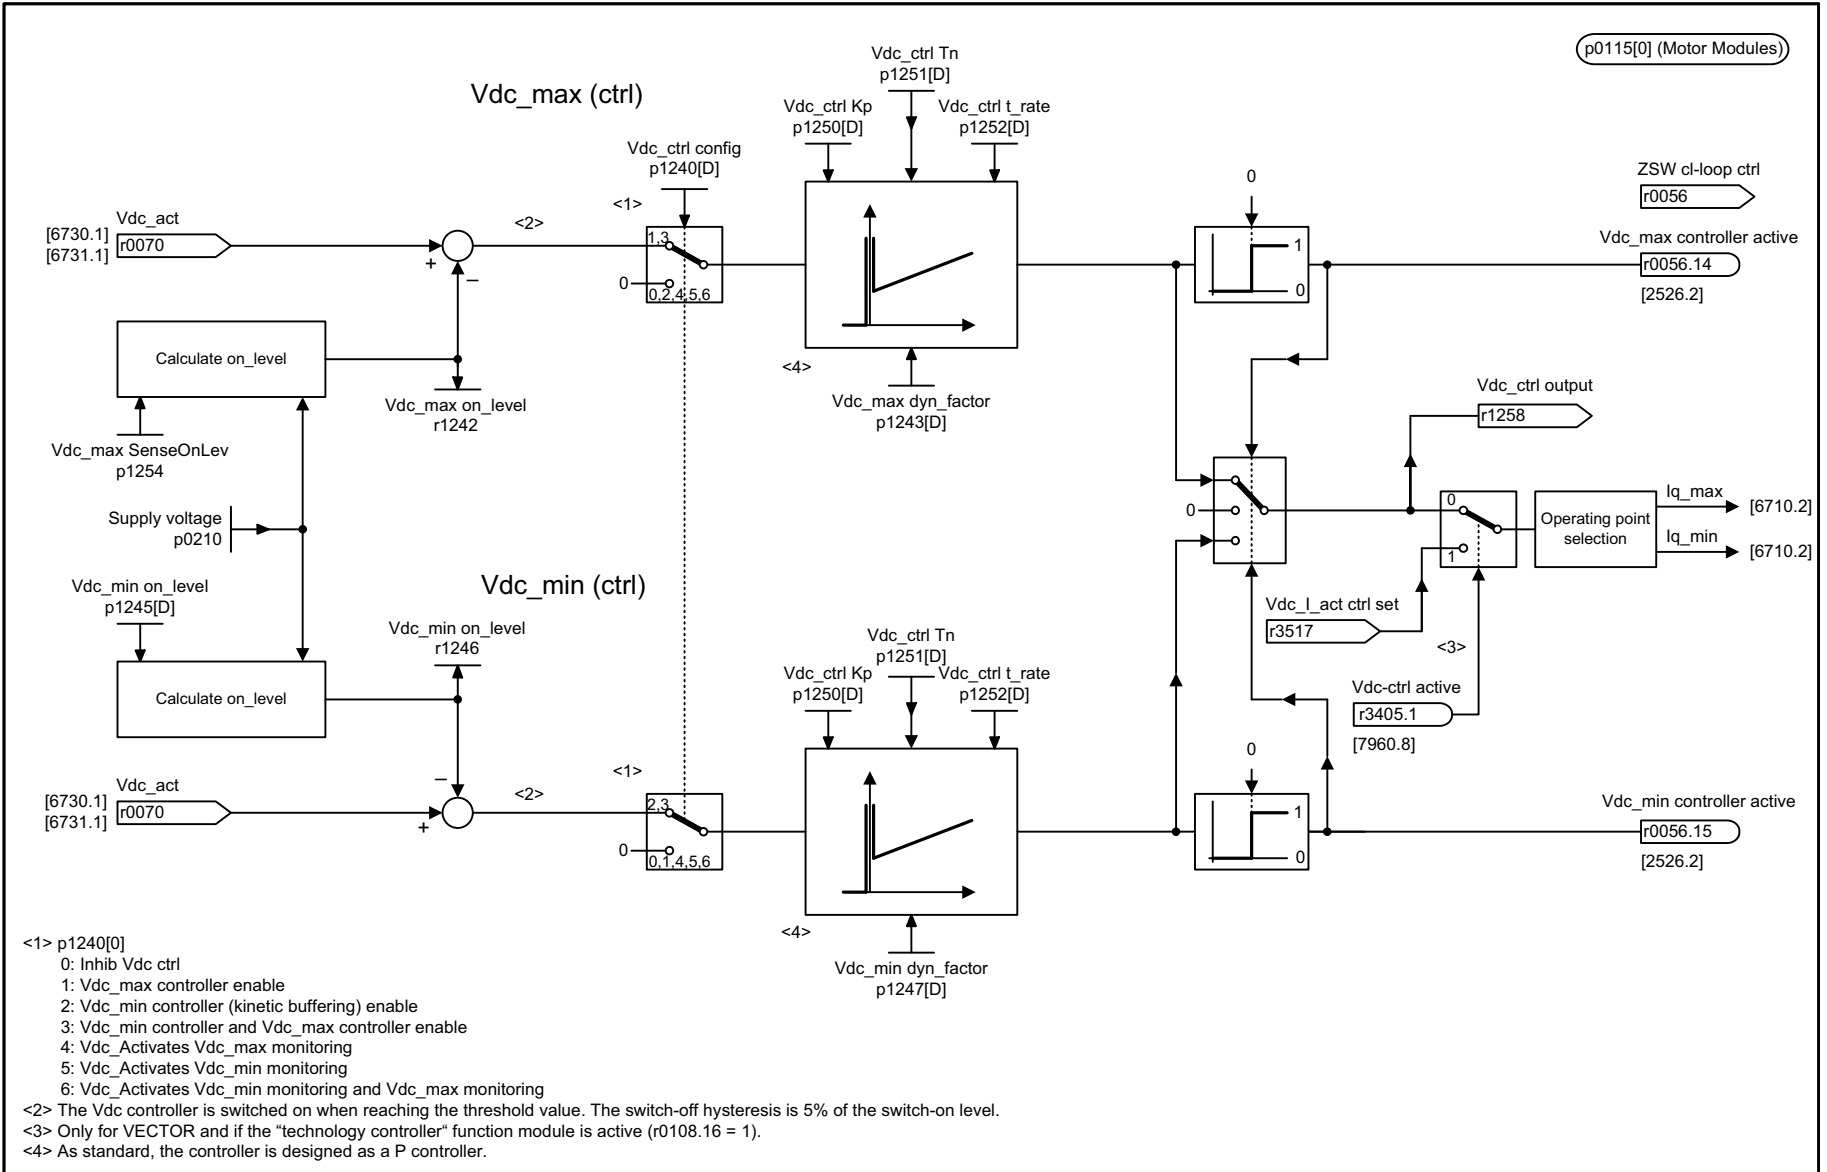 p0115[0] (Motor Modules)
Vdc_max (ctrl)
Vdc_ctrl Tn
p1251[D]
Vdc_ctrl Kp
p1250[D]
Vdc_ctrl t_rate
p1252[D]
Vdc_ctrl config
p1240[D]
<1>
<2>
Vdc_act
[6730.1]
[6731.1]
r0070
+
–
1,3
0
0,2,4,5,6
0
1
0
ZSW cl-loop ctrl
r0056
Vdc_max controller active
r0056.14
[2526.2]
Calculate on_level
Vdc_max on_level
r1242
<4>
Vdc_max dyn_factor
p1243[D]
Vdc_max SenseOnLev
p1254
Supply voltage
p0210
Vdc_ctrl output
r1258
0
0
1
Operating point
selection
Iq_max
[6710.2]
Iq_min
[6710.2]
Vdc_I_act ctrl set
r3517
<3>
Vdc-ctrl active
r3405.1
[7960.8]
Vdc_min (ctrl)
Vdc_min on_level
p1245[D]
Vdc_min on_level
r1246
Calculate on_level
Vdc_ctrl Tn
p1251[D]
Vdc_ctrl Kp
p1250[D]
Vdc_ctrl t_rate
p1252[D]
Vdc_act
[6730.1]
[6731.1]
r0070
+
–
<2>
<1>
2,3
0
0,1,4,5,6
0
1
0
Vdc_min controller active
r0056.15
[2526.2]
<4>
Vdc_min dyn_factor
p1247[D]
<1> p1240[0]
0: Inhib Vdc ctrl
1: Vdc_max controller enable
2: Vdc_min controller (kinetic buffering) enable
3: Vdc_min controller and Vdc_max controller enable
4: Vdc_Activates Vdc_max monitoring
5: Vdc_Activates Vdc_min monitoring
6: Vdc_Activates Vdc_min monitoring and Vdc_max monitoring
<2> The Vdc controller is switched on when reaching the threshold value. The switch-off hysteresis is 5% of the switch-on level.
<3> Only for VECTOR and if the “technology controller“ function module is active (r0108.16 = 1).
<4> As standard, the controller is designed as a P controller.